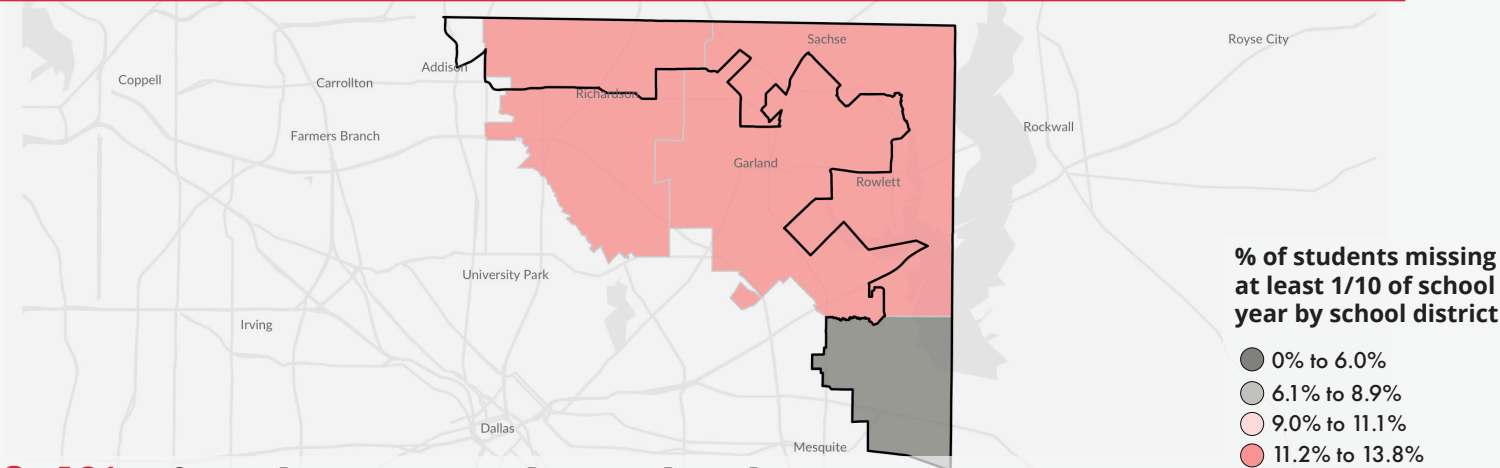 Sachse
Royse City
Addison
Coppell
Carrollton
Richardson
Rockwall
Farmers Branch
Garland
Rowlett
University Park
Irving
Dallas
Mesquite
% of students missing
at least 1/10 of school
year by school district
0% to 6.0%
6.1% to 8.9%
9.0% to 11.1%
11.2% to 13.8%